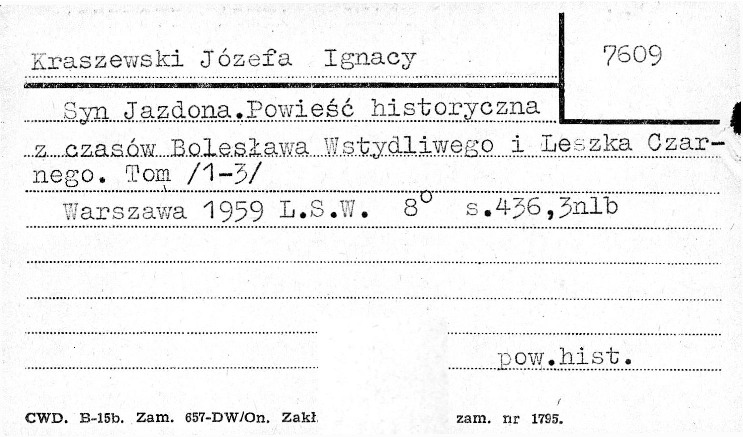 Kraszewski Józefa Ignacy
7609
Syn Jazdona.Powieść historyczna
z czasów Bolesława Wstydliwego i Leszka Czar-
nego. Tom /1-3/
Warszawa 1959 L.S.W. 8° s.436,3nlb
pow.hist.
CWD. B-15b. Zam. 657-DW/On. Zakł. zam. nr 1795.